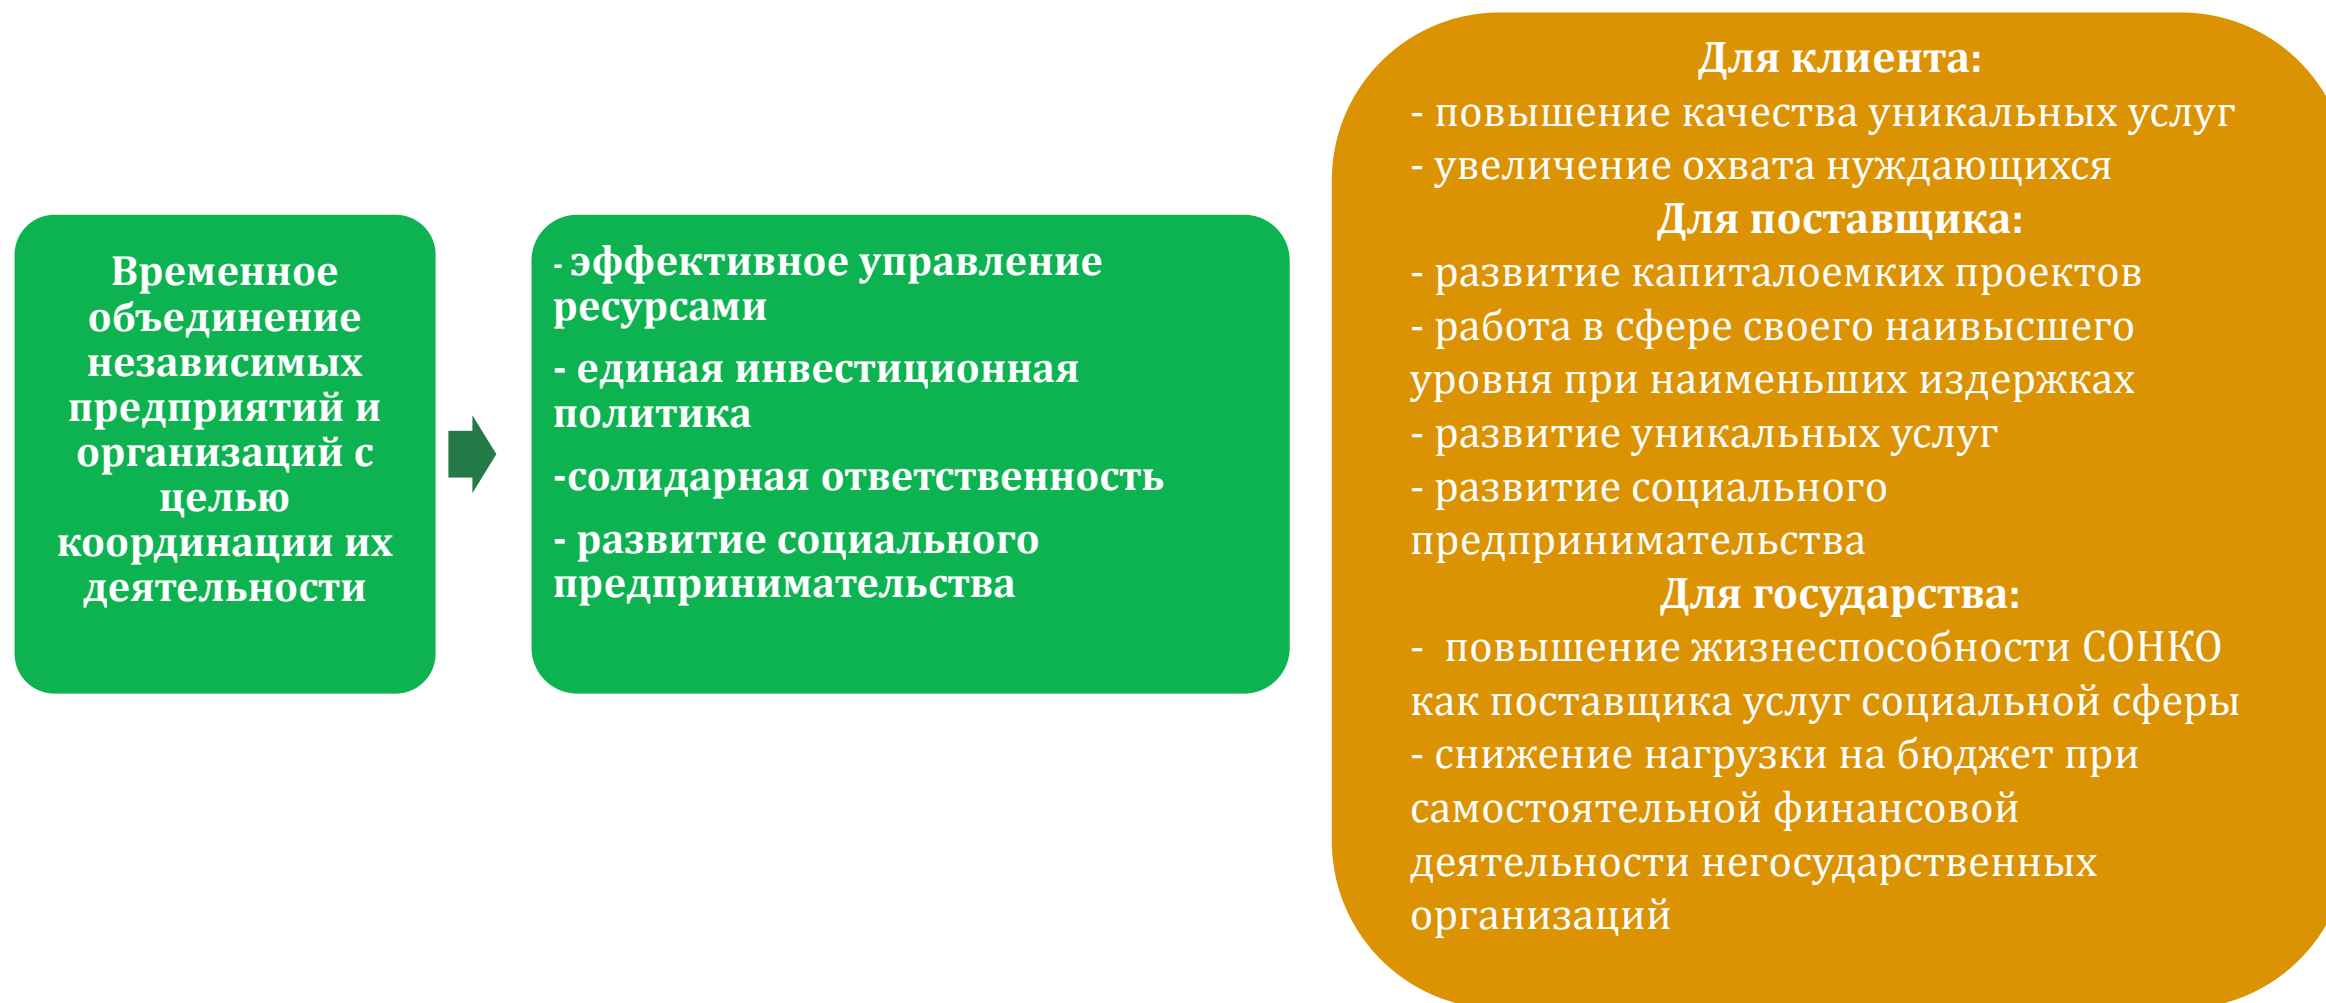 Временное
объединение
независимых
предприятий и
организаций с
целью
координации их
деятельности
- эффективное управление
ресурсами
- единая инвестиционная
политика
-солидарная ответственность
- развитие социального
предпринимательства
Для клиента:
- повышение качества уникальных услуг
- увеличение охвата нуждающихся
Для поставщика:
- развитие капиталоемких проектов
- работа в сфере своего наивысшего
уровня при наименьших издержках
- развитие уникальных услуг
- развитие социального
предпринимательства
Для государства:
- повышение жизнеспособности СОНКО
как поставщика услуг социальной сферы
- снижение нагрузки на бюджет при
самостоятельной финансовой
деятельности негосударственных
организаций